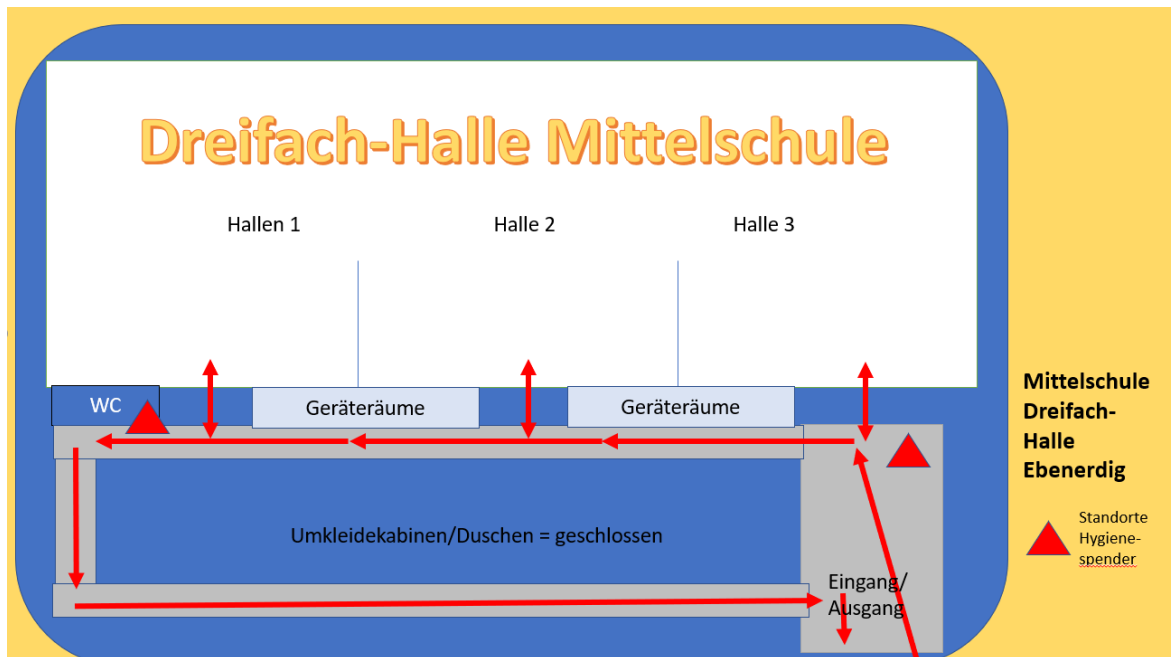 Dreifach-Halle Mittelschule
Hallen 1
Halle 2
Halle 3
WC
Geräteräume
Geräteräume
Umkleidekabinen/Duschen = geschlossen
Eingang/
Ausgang
Mittelschule
Dreifach-
Halle
Ebenerdig
Standorte
Hygiene-
spender